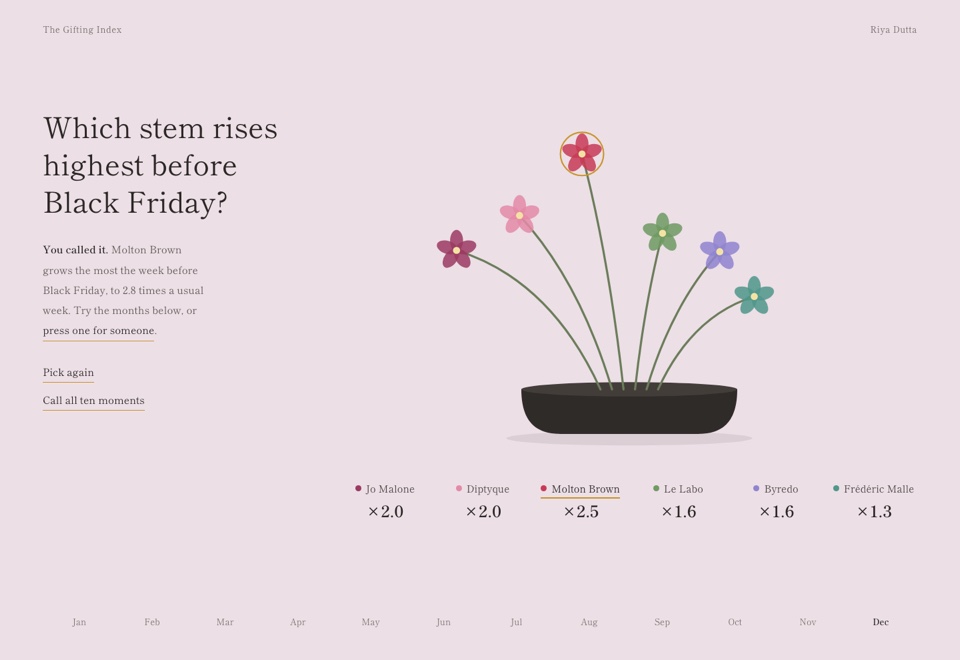 The Gifting Index
Riya Dutta
Which stem rises
highest before
Black Friday?
You called it. Molton Brown
grows the most the week before
Black Friday, to 2.8 times a usual
week. Try the months below, or
press one for someone.
Pick again
Call all ten moments
Jo Malone
Diptyque
Molton Brown
Le Labo
Byredo
Frédéric Malle
×2.0
×2.0
×2.5
×1.6
×1.6
×1.3
Jan
Feb
Mar
Apr
May
Jun
Jul
Aug
Sep
Oct
Nov
Dec